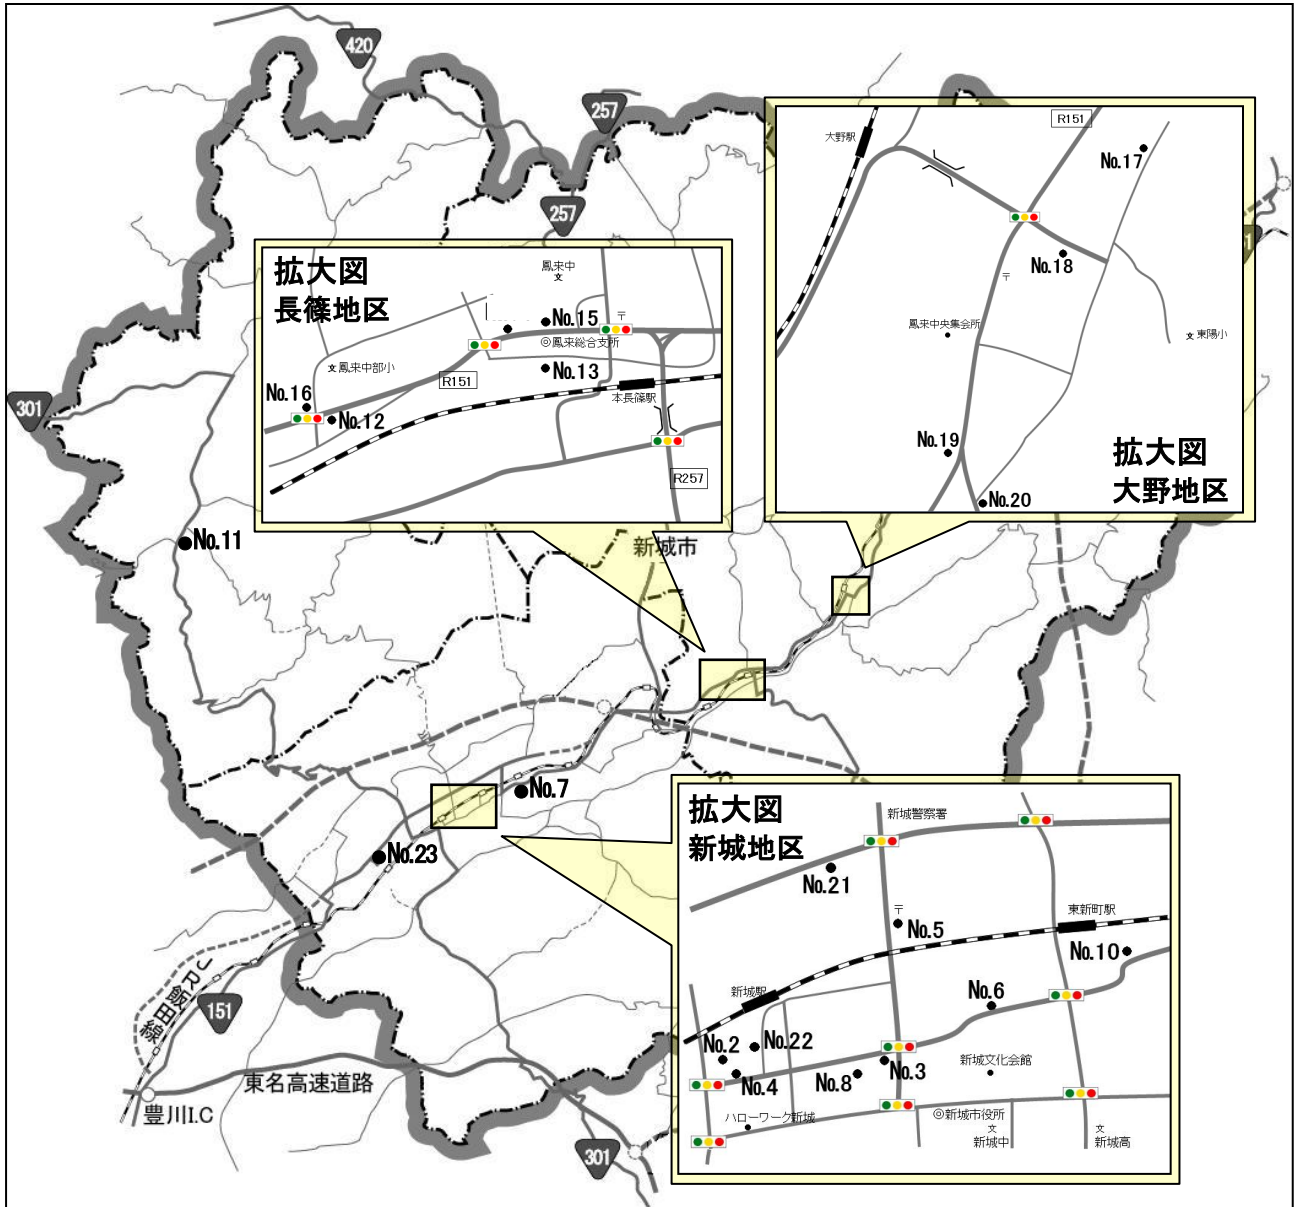 420
257
257
301
拡大図
長篠地区
鳳来中
文
No.15
〒
◎鳳来総合支所
文鳳来中部小
No.13
R151
No.16
本長篠駅
No.12
R257
R151
大野駅
No.17
No.18
〒
鳳来中央集会所
文東陽小
No.19
拡大図
大野地区
No.20
No.11
新城市
No.7
No.23
拡大図
新城地区
新城警察署
No.21
〒
東新町駅
No.5
No.10
新城駅
No.6
No.2
No.22
新城文化会館
No.4
No.8
No.3
ハローワーク新城
◎新城市役所
文
新城中
文
新城高
JR飯田線
151
東名高速道路
豊川I.C
301